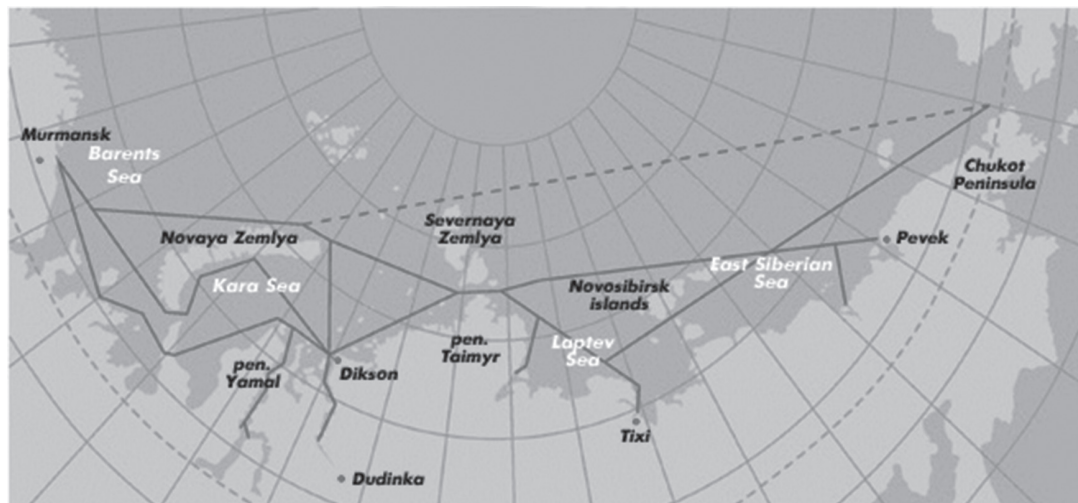 Murmansk
Barents
Sea
Novaya Zemlya
Kara Sea
pen.
Yamal
Dikson
Dudinka
Severnaya
Zemlya
pen.
Taimyr
Novosibirsk
islands
Laptev
Sea
Tixi
East Siberian
Sea
Pevek
Chukot
Peninsula